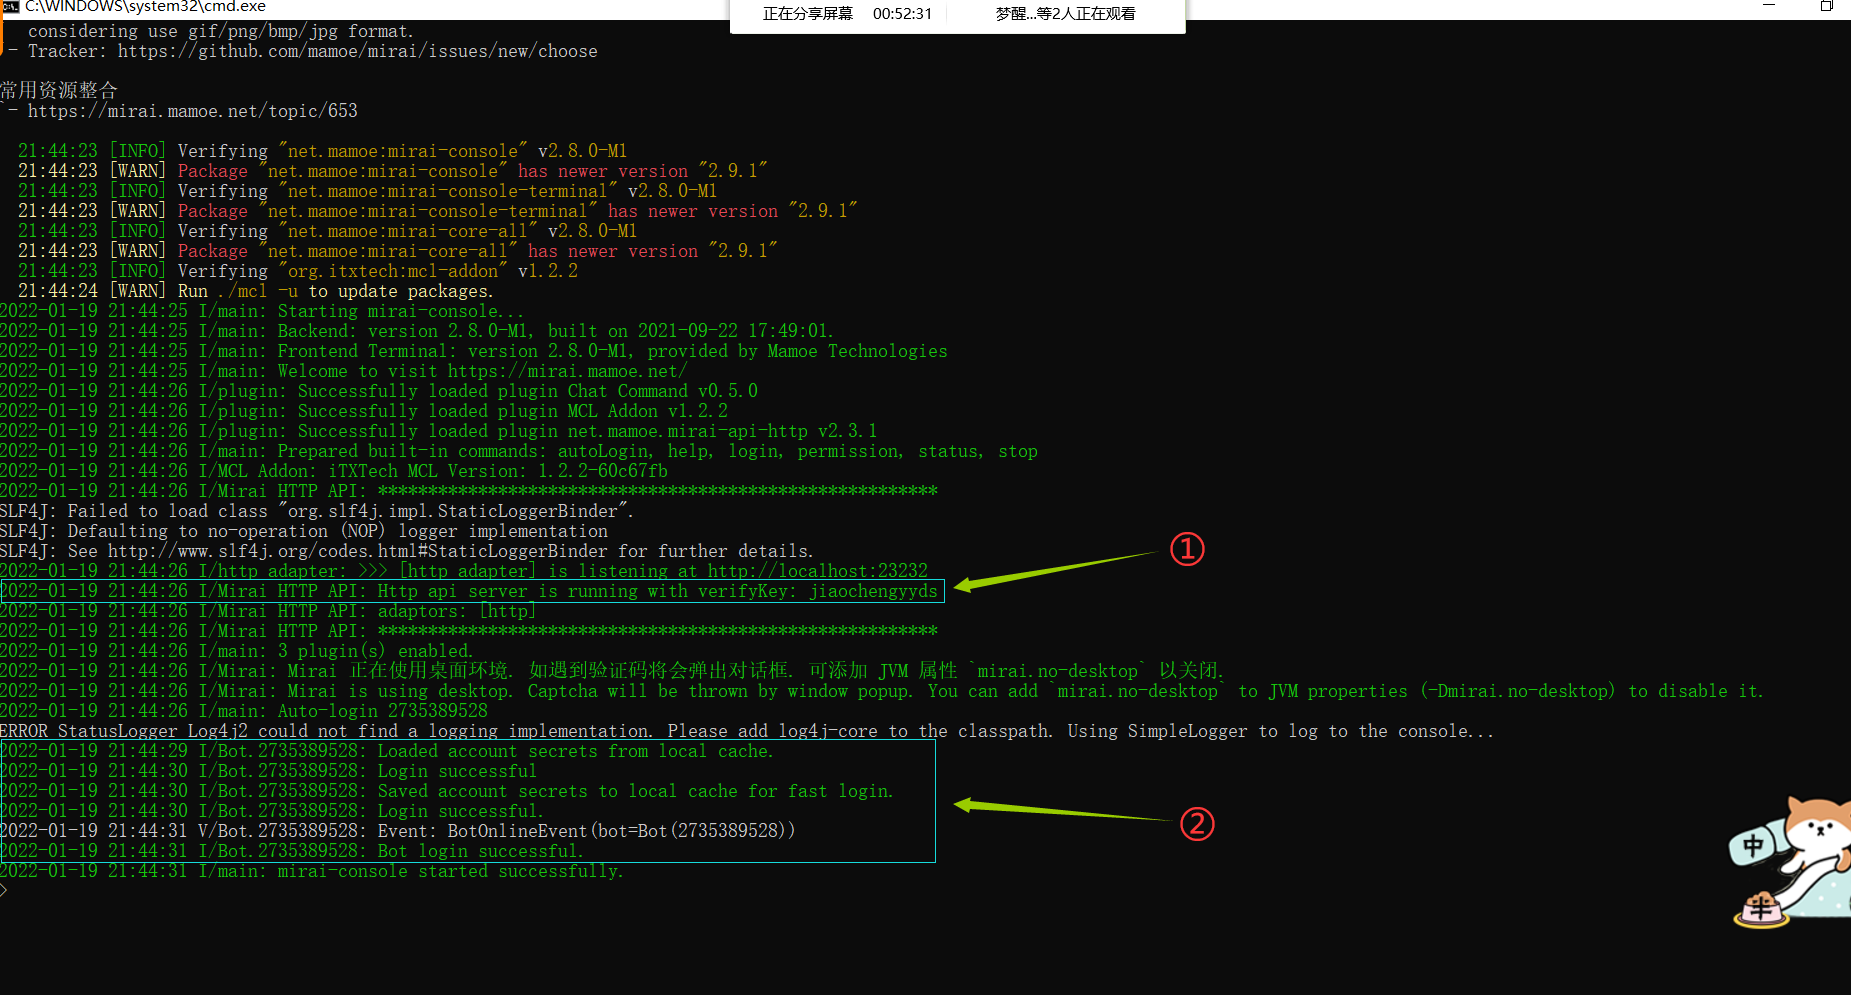 C:\WINDOWS\system32\cmd.exe
正在分享屏幕 00:52:31 梦醒...等2人正在观看
considering use gif/png/bmp/jpg format.
- Tracker: https://github.com/mamoe/mirai/issues/new/choose
常用资源整合
`- https://mirai.mamoe.net/topic/653
21:44:23 [INFO] Verifying "net.mamoe:mirai-console" v2.8.0-M1
21:44:23 [WARN] Package "net.mamoe:mirai-console" has newer version "2.9.1"
21:44:23 [INFO] Verifying "net.mamoe:mirai-console-terminal" v2.8.0-M1
21:44:23 [WARN] Package "net.mamoe:mirai-console-terminal" has newer version "2.9.1"
21:44:23 [INFO] Verifying "net.mamoe:mirai-core-all" v2.8.0-M1
21:44:23 [WARN] Package "net.mamoe:mirai-core-all" has newer version "2.9.1"
21:44:23 [INFO] Verifying "org.itxtech:mcl-addon" v1.2.2
21:44:24 [WARN] Run ./mcl -u to update packages.
2022-01-19 21:44:25 I/main: Starting mirai-console...
2022-01-19 21:44:25 I/main: Backend: version 2.8.0-M1, built on 2021-09-22 17:49:01.
2022-01-19 21:44:25 I/main: Frontend Terminal: version 2.8.0-M1, provided by Mamoe Technologies
2022-01-19 21:44:25 I/main: Welcome to visit https://mirai.mamoe.net/
2022-01-19 21:44:26 I/plugin: Successfully loaded plugin Chat Command v0.5.0
2022-01-19 21:44:26 I/plugin: Successfully loaded plugin MCL Addon v1.2.2
2022-01-19 21:44:26 I/plugin: Successfully loaded plugin net.mamoe.mirai-api-http v2.3.1
2022-01-19 21:44:26 I/main: Prepared built-in commands: autoLogin, help, login, permission, status, stop
2022-01-19 21:44:26 I/MCL Addon: iTXTech MCL Version: 1.2.2-60c67fb
2022-01-19 21:44:26 I/Mirai HTTP API: ********************************************************
SLF4J: Failed to load class "org.slf4j.impl.StaticLoggerBinder".
SLF4J: Defaulting to no-operation (NOP) logger implementation
SLF4J: See http://www.slf4j.org/codes.html#StaticLoggerBinder for further details.
2022-01-19 21:44:26 I/http adapter: >>> [http adapter] is listening at http://localhost:23232
2022-01-19 21:44:26 I/Mirai HTTP API: Http api server is running with verifyKey: jiaochengyyds
①
2022-01-19 21:44:26 I/Mirai HTTP API: adaptors: [http]
2022-01-19 21:44:26 I/Mirai HTTP API: ********************************************************
2022-01-19 21:44:26 I/main: 3 plugin(s) enabled.
2022-01-19 21:44:26 I/Mirai: Mirai 正在使用桌面环境. 如遇到验证码将会弹出对话框. 可添加 JVM 属性 `mirai.no-desktop` 以关闭.
2022-01-19 21:44:26 I/Mirai: Mirai is using desktop. Captcha will be thrown by window popup. You can add `mirai.no-desktop` to JVM properties (-Dmirai.no-desktop) to disable it.
2022-01-19 21:44:26 I/main: Auto-login 2735389528
ERROR StatusLogger Log4j2 could not find a logging implementation. Please add log4j-core to the classpath. Using SimpleLogger to log to the console...
2022-01-19 21:44:29 I/Bot.2735389528: Loaded account secrets from local cache.
2022-01-19 21:44:30 I/Bot.2735389528: Login successful
2022-01-19 21:44:30 I/Bot.2735389528: Saved account secrets to local cache for fast login.
2022-01-19 21:44:30 I/Bot.2735389528: Login successful.
②
2022-01-19 21:44:31 V/Bot.2735389528: Event: BotOnlineEvent(bot=Bot(2735389528))
2022-01-19 21:44:31 I/Bot.2735389528: Bot login successful.
2022-01-19 21:44:31 I/main: mirai-console started successfully.
>
中
半